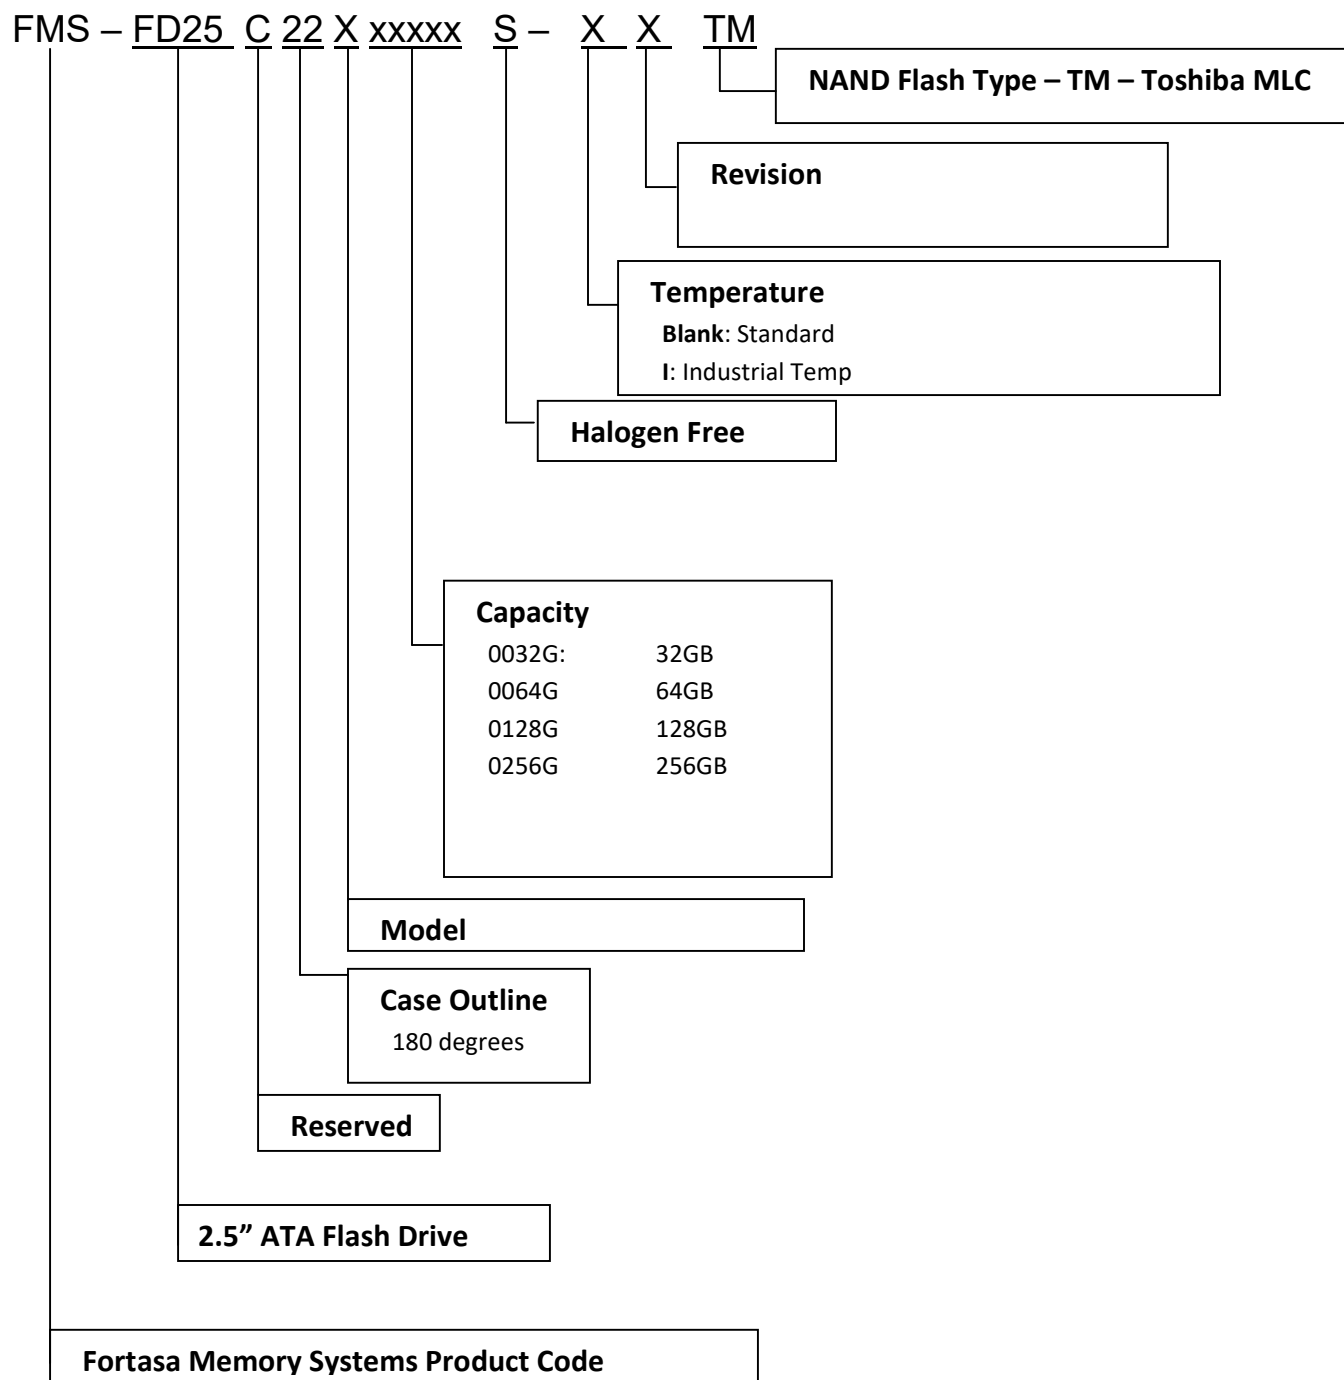 FMS – FD25 C 22 X xxxxx S – X X TM
NAND Flash Type – TM – Toshiba MLC
Revision
Temperature
Blank: Standard
I: Industrial Temp
Halogen Free
Capacity
0032G: 32GB
0064G 64GB
0128G 128GB
0256G 256GB
Model
Case Outline
180 degrees
Reserved
2.5” ATA Flash Drive
Fortasa Memory Systems Product Code